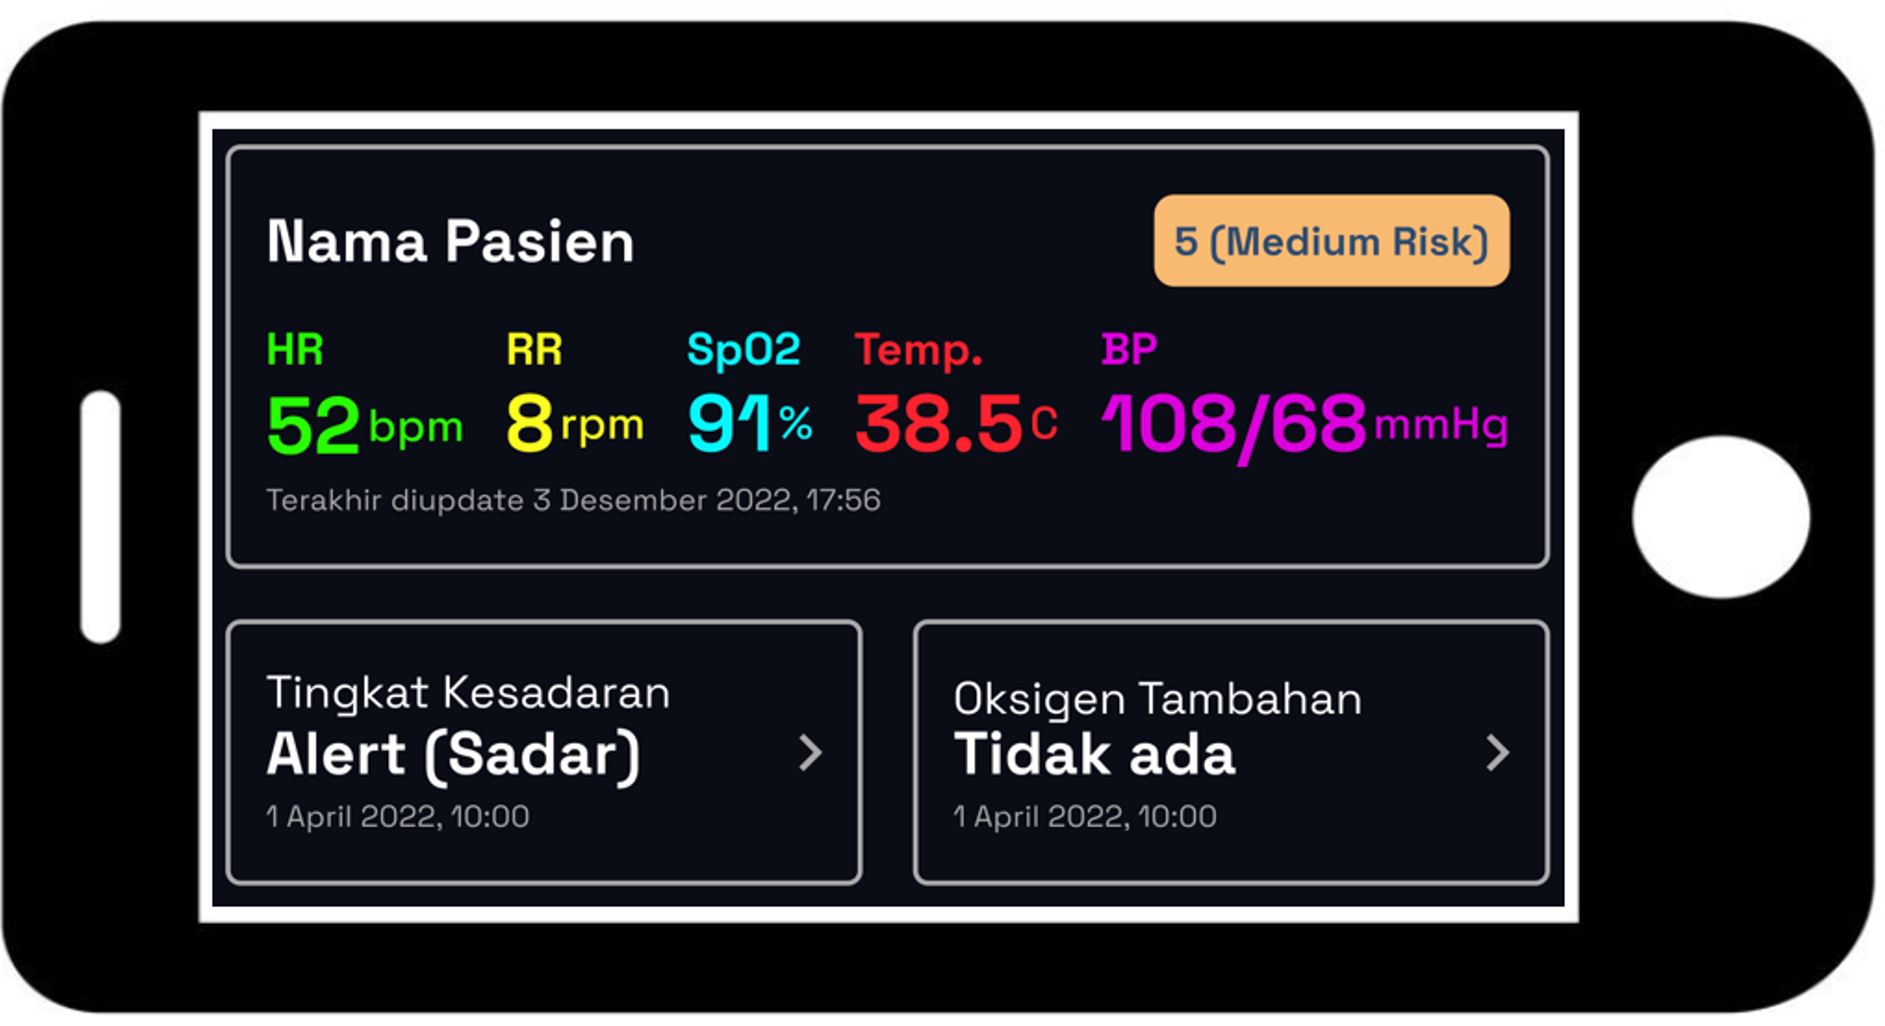 Nama Pasien
5 (Medium Risk)
HR RR SpO2 Temp. BP
52 bpm 8 rpm 91 % 38.5 C 108/68 mmHg
Terakhir diupdate 3 Desember 2022, 17:56
Tingkat Kesadaran
Alert (Sadar)
1 April 2022, 10:00
Oksigen Tambahan
Tidak ada
1 April 2022, 10:00